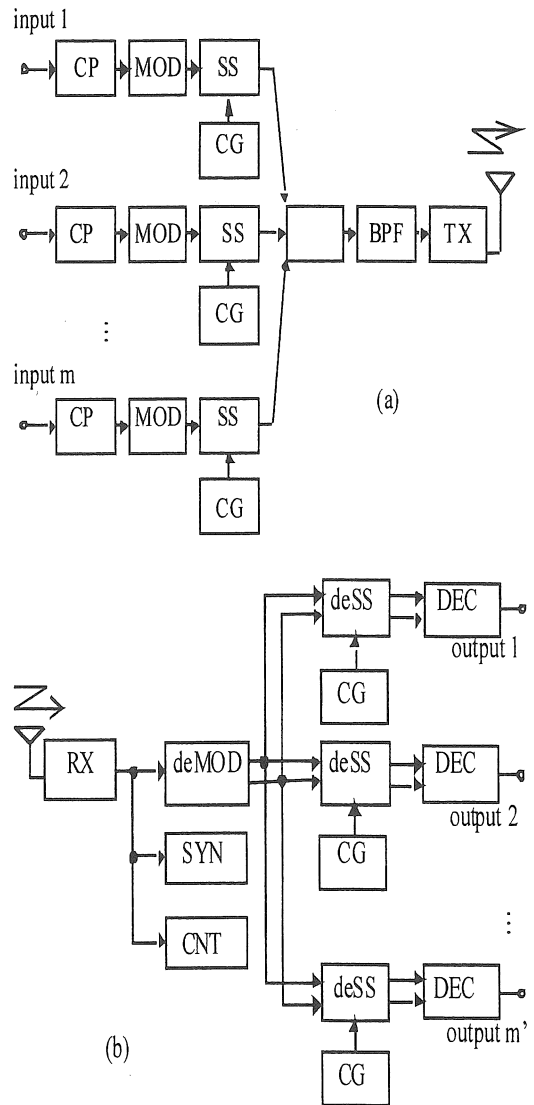 input 1
CP MOD SS
CG
input 2
CP MOD SS BPF TX
CG
⋮
input m
CP MOD SS
CG
(a)
deSS DEC
output 1
CG
RX deMOD deSS DEC
output 2
SYN CG
CNT
⋮
deSS DEC
output m'
CG
(b)